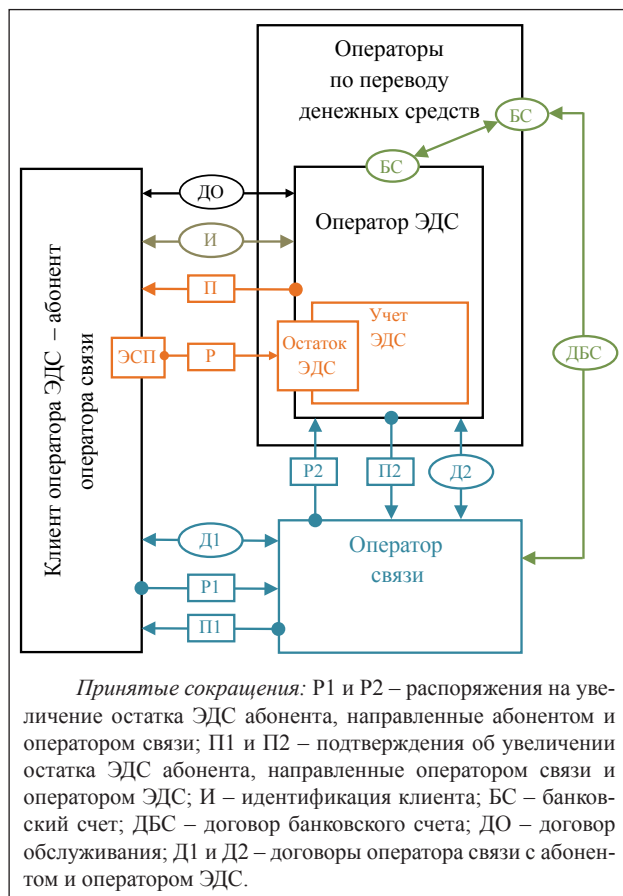 Операторы
по переводу
денежных средств
БС
БС
ДО
Оператор ЭДС
И
П
Учет
ЭДС
ЭСП
Р
Остаток
ЭДС
ДБС
Клиент оператора ЭДС – абонент
оператора связи
Р2
П2
Д2
Д1
Оператор
связи
Р1
П1
Принятые сокращения: Р1 и Р2 – распоряжения на уве-
личение остатка ЭДС абонента, направленные абонентом и
оператором связи; П1 и П2 – подтверждения об увеличении
остатка ЭДС абонента, направленные оператором связи и
оператором ЭДС; И – идентификация клиента; БС – банков-
ский счет; ДБС – договор банковского счета; ДО – договор
обслуживания; Д1 и Д2 – договоры оператора связи с абонен-
том и оператором ЭДС.